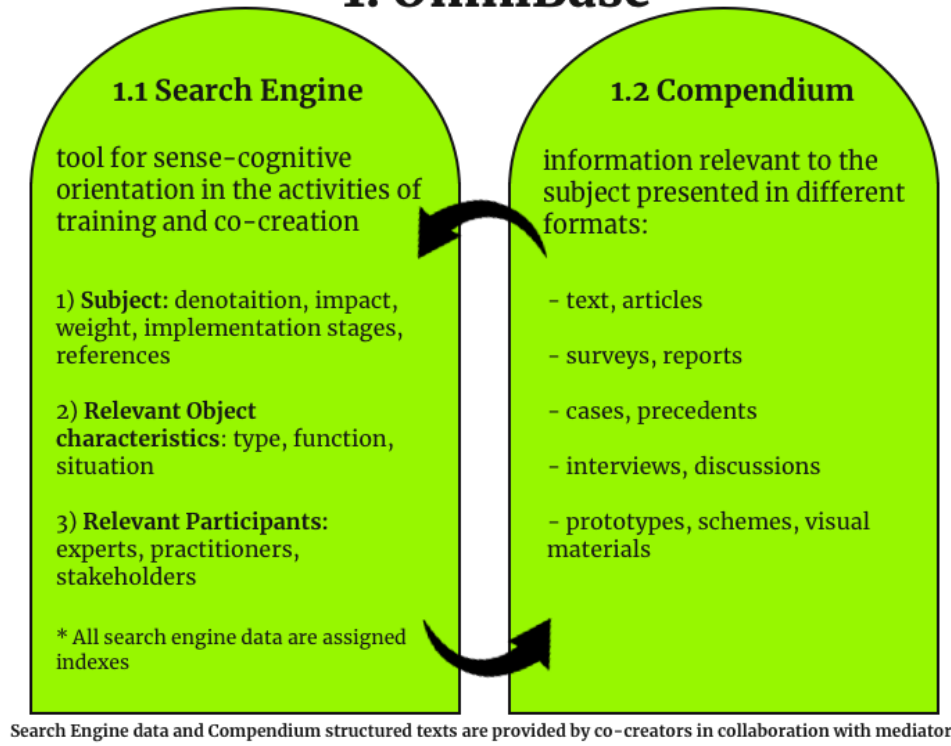 1. OmniBase
1.1 Search Engine
tool for sense-cognitive
orientation in the activities of
training and co-creation
1) Subject: denotaition, impact,
weight, implementation stages,
references
2) Relevant Object
characteristics: type, function,
situation
3) Relevant Participants:
experts, practitioners,
stakeholders
* All search engine data are assigned
indexes
1.2 Compendium
information relevant to the
subject presented in different
formats:
- text, articles
- surveys, reports
- cases, precedents
- interviews, discussions
- prototypes, schemes, visual
materials
Search Engine data and Compendium structured texts are provided by co-creators in collaboration with mediator